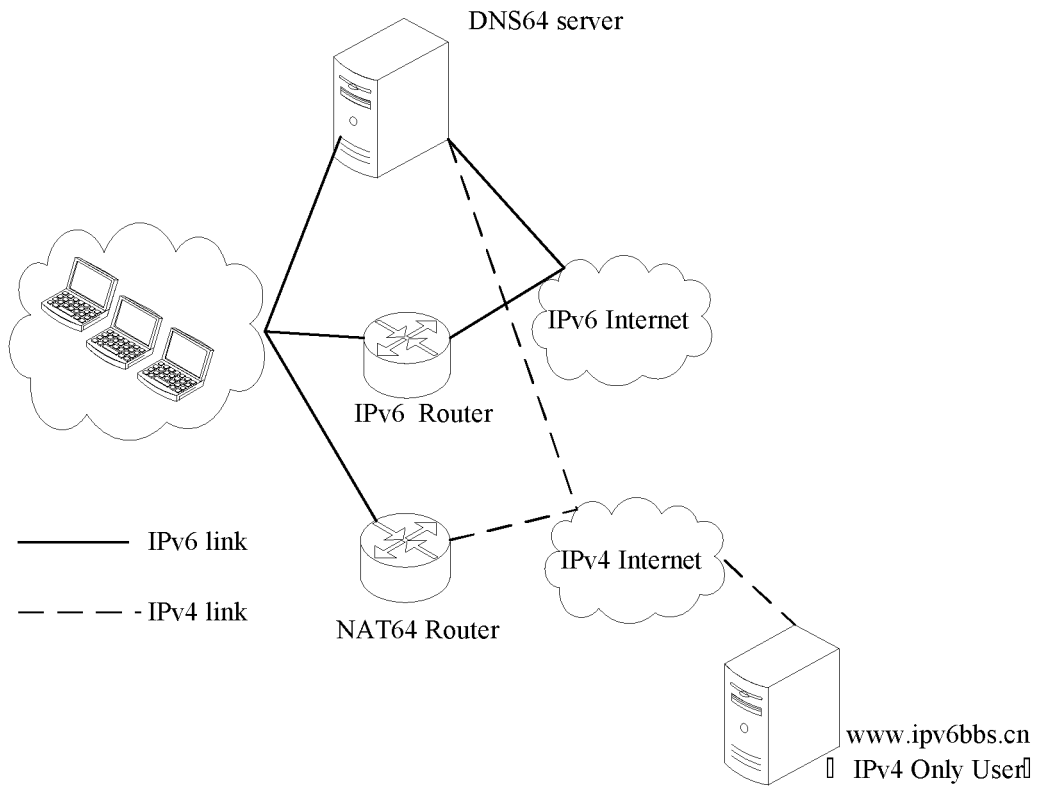 DNS64 server
IPv6 Internet
IPv6 Router
IPv6 link
IPv4 Internet
IPv4 link
NAT64 Router
www.ipv6bbs.cn
IPv4 Only User